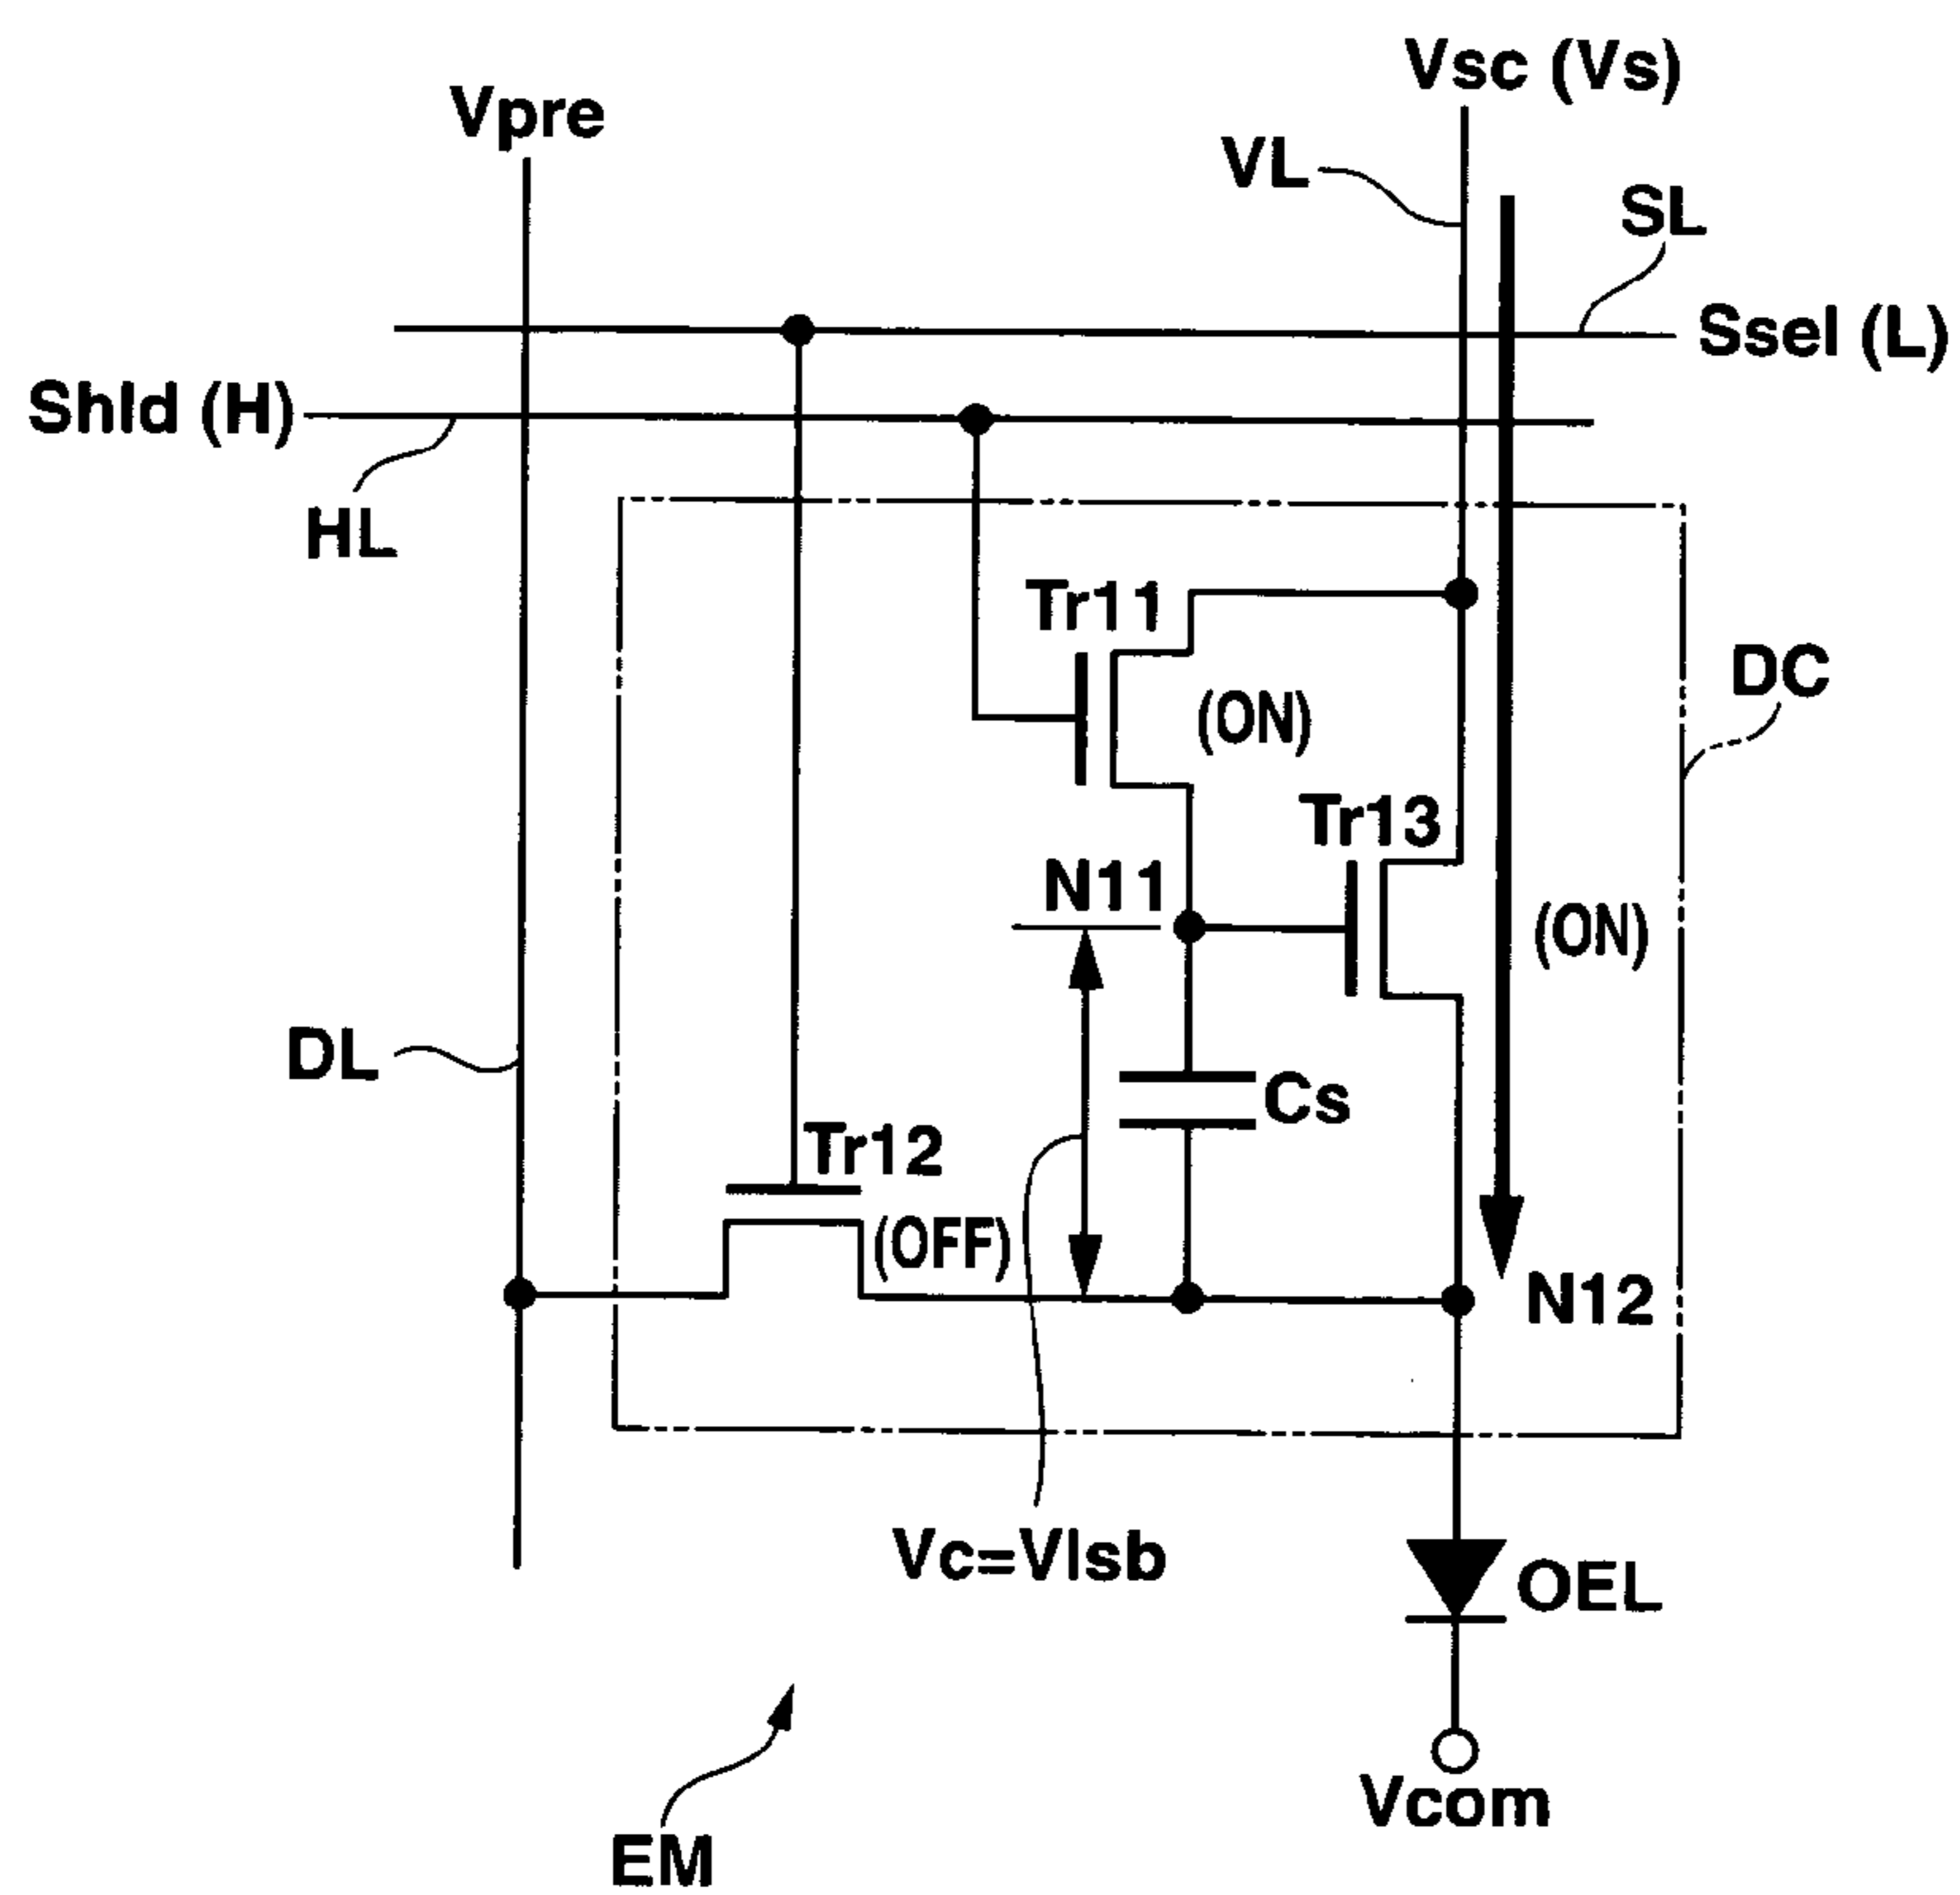 Vsc (Vs)
Vpre
VL
SL
Ssel (L)
Shld (H)
HL
Tr11
(ON)
DC
Tr13
N11
(ON)
DL
Cs
Tr12
(OFF)
N12
Vc=Vlsb
OEL
Vcom
EM